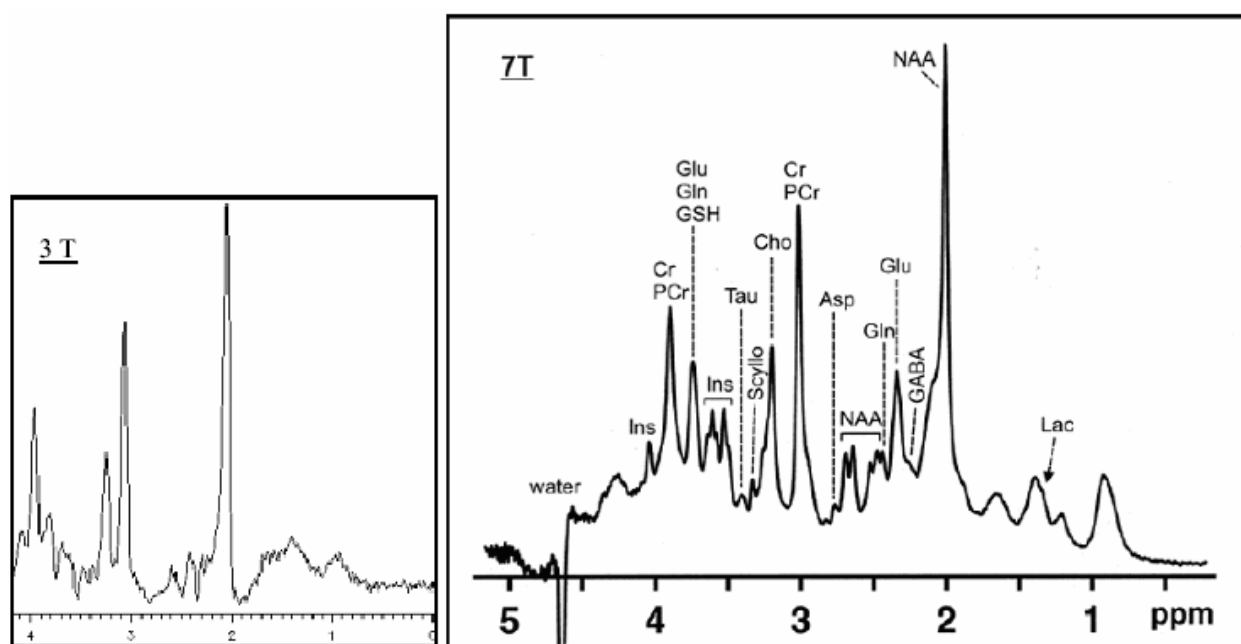 3 T
4 3 2 1 0
7T
NAA
Glu
Gln
GSH
Cr
PCr
Cho
Cr
PCr
Glu
Tau
Asp
Gln
Scyllo
GABA
Ins
Ins
NAA
Lac
water
5 4 3 2 1 ppm